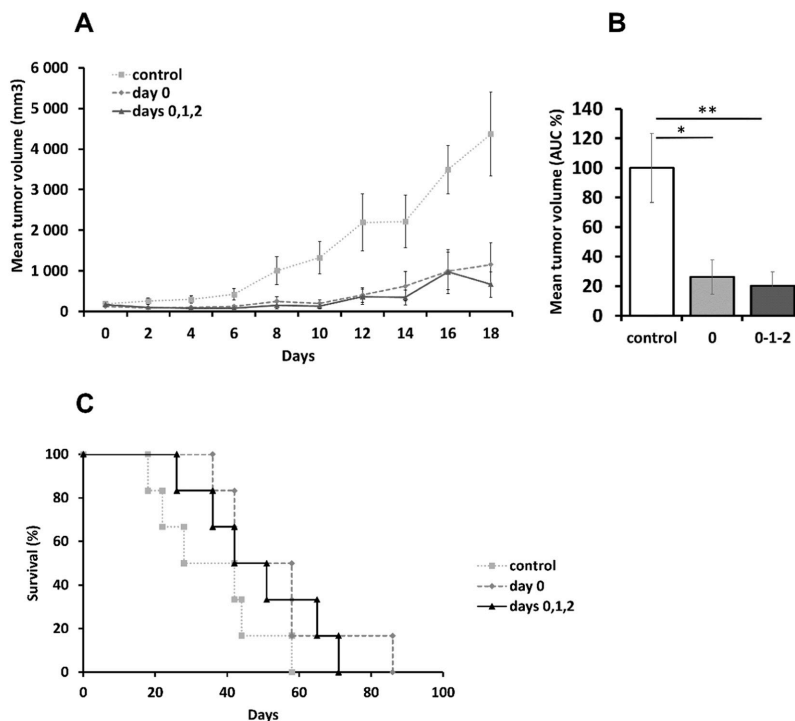 A
Mean tumor volume (mm3)
6 000
5 000
4 000
3 000
2 000
1 000
0
control
day 0
days 0,1,2
0 2 4 6 8 10 12 14 16 18
Days
B
Mean tumor volume (AUC %)
140
120
100
80
60
40
20
0
**
*
control 0 0-1-2
C
Survival (%)
100
80
60
40
20
0
0 20 40 60 80 100
Days
control
day 0
days 0,1,2